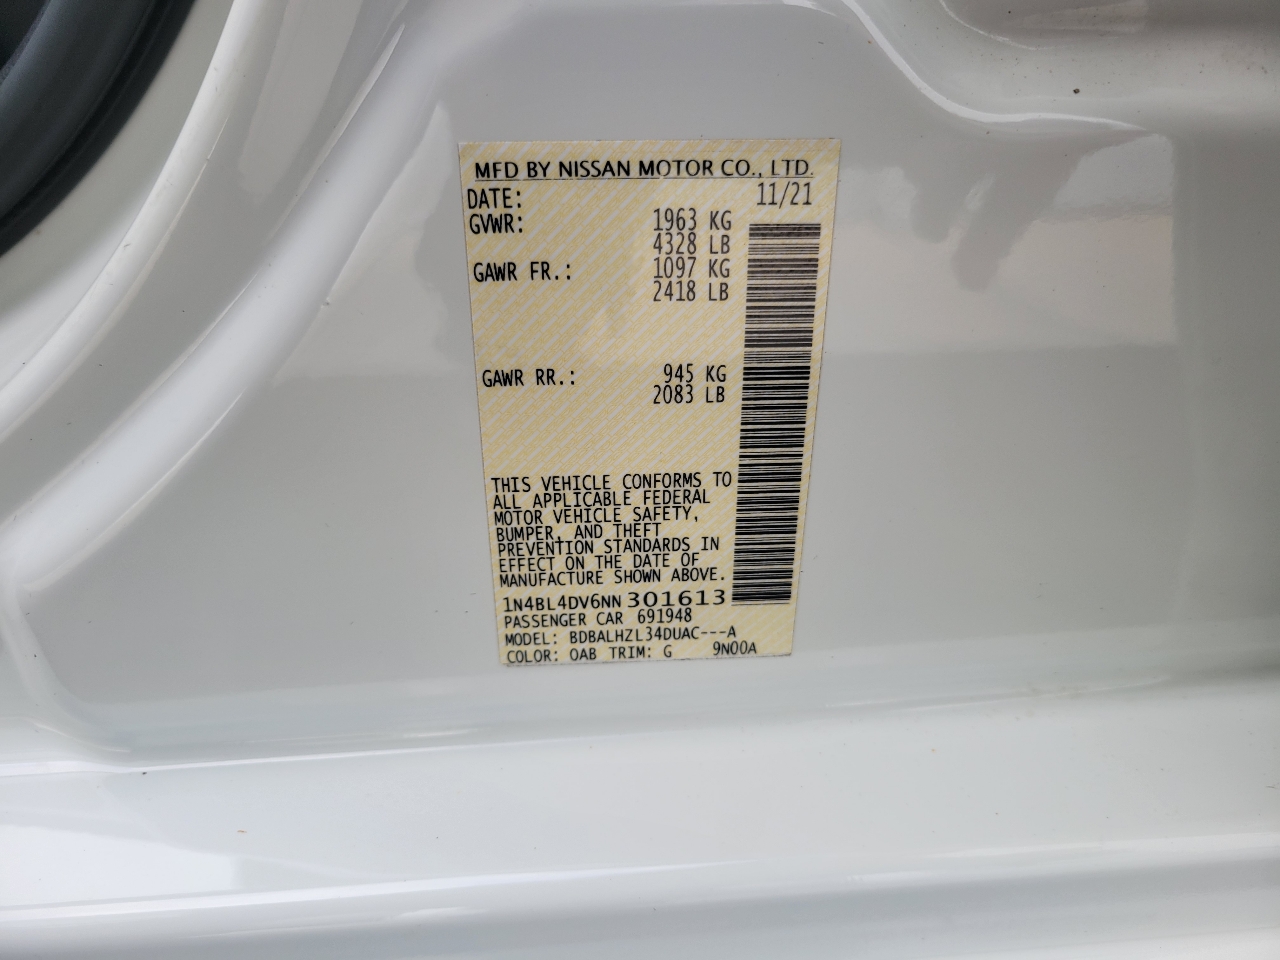 MFD BY NISSAN MOTOR CO., LTD.
DATE: 11/21
GVWR: 1963 KG
4328 LB
GAWR FR.: 1097 KG
2418 LB
GAWR RR.: 945 KG
2083 LB
THIS VEHICLE CONFORMS TO
ALL APPLICABLE FEDERAL
MOTOR VEHICLE SAFETY,
BUMPER, AND THEFT
PREVENTION STANDARDS IN
EFFECT ON THE DATE OF
MANUFACTURE SHOWN ABOVE.
1N4BL4DV6NN301613
PASSENGER CAR 691948
MODEL: BDBALHZL34DUAC---A
COLOR: QAB TRIM: G 9N00A